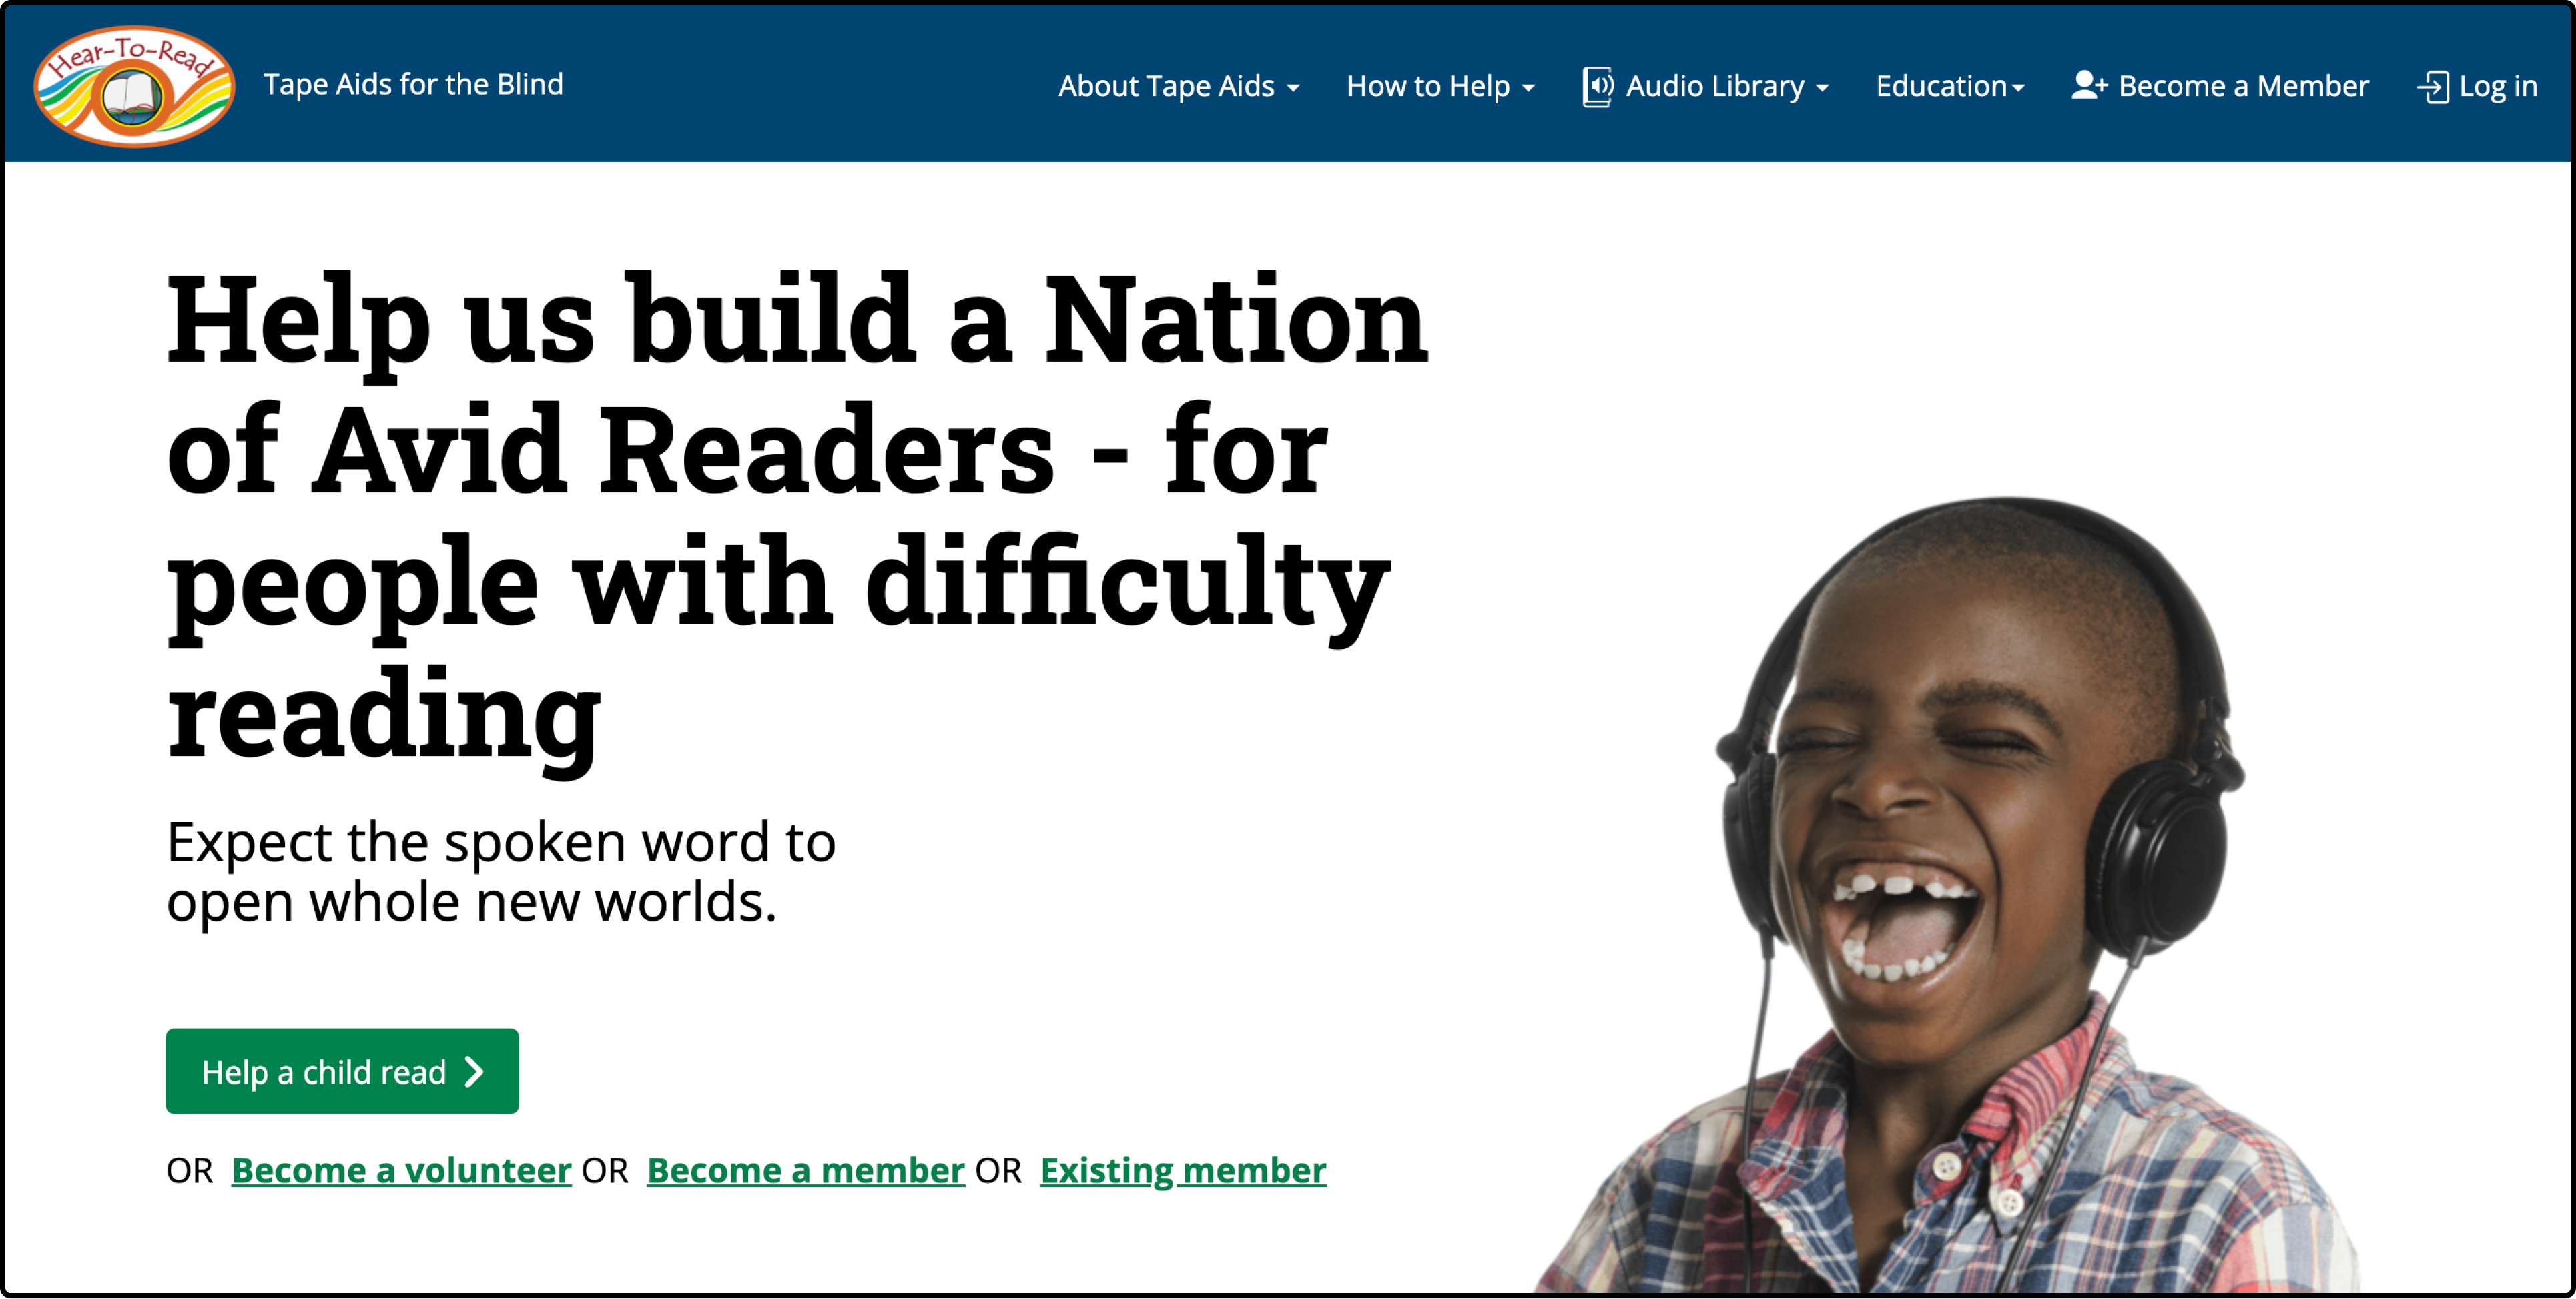 Hear-To-Read
Tape Aids for the Blind
About Tape Aids
How to Help
Audio Library
Education
Become a Member
Log in
Help us build a Nation
of Avid Readers - for
people with difficulty
reading
Expect the spoken word to
open whole new worlds.
Help a child read
OR Become a volunteer OR Become a member OR Existing member